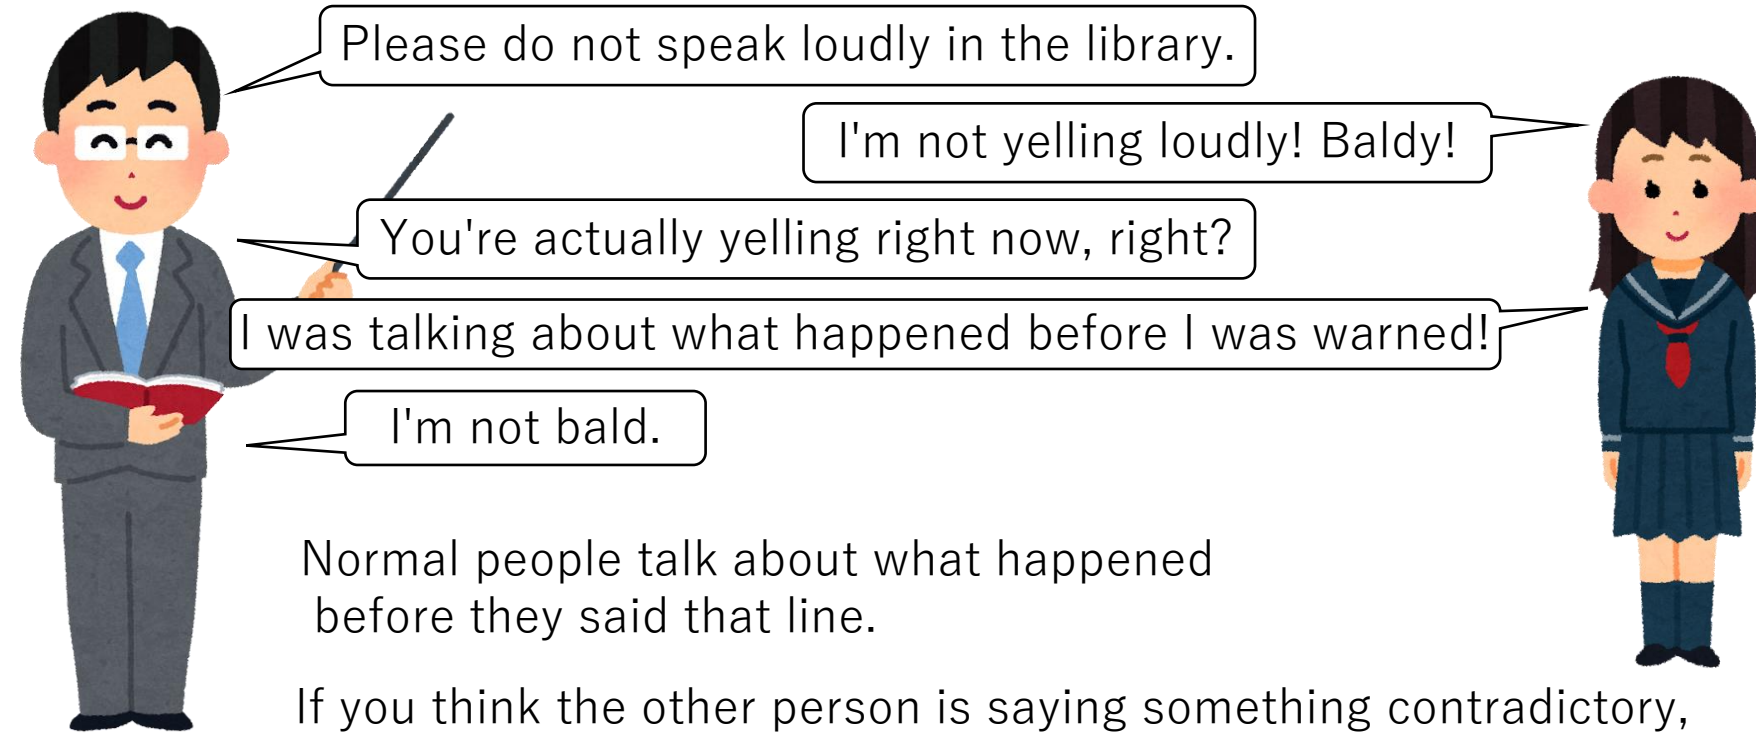 Please do not speak loudly in the library.
I'm not yelling loudly! Baldy!
You're actually yelling right now, right?
I was talking about what happened before I was warned!
I'm not bald.
Normal people talk about what happened
before they said that line.
If you think the other person is saying something contradictory,